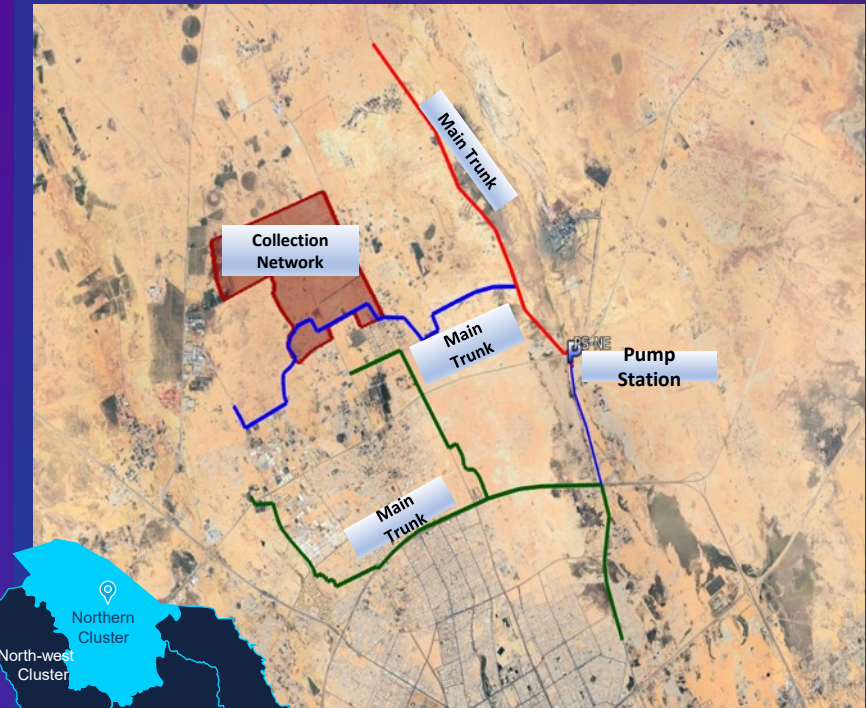 Main Trunk
Collection
Network
Main
Trunk
PS-NE
Pump
Station
Main
Trunk
Northern
Cluster
North-west
Cluster